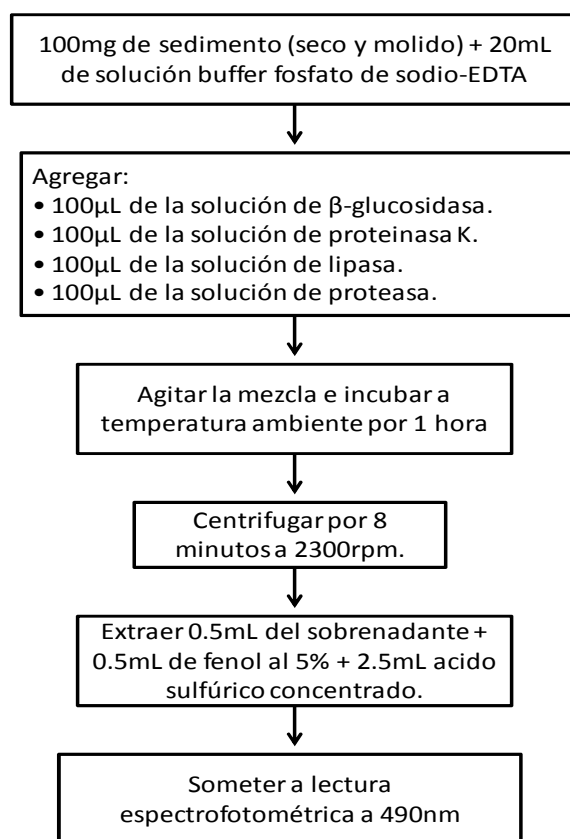 100mg de sedimento (seco y molido) + 20mL
de solución buffer fosfato de sodio-EDTA
Agregar:
• 100µL de la solución de β-glucosidasa.
• 100µL de la solución de proteinasa K.
• 100µL de la solución de lipasa.
• 100µL de la solución de proteasa.
Agitar la mezcla e incubar a
temperatura ambiente por 1 hora
Centrifugar por 8
minutos a 2300rpm.
Extraer 0.5mL del sobrenadante +
0.5mL de fenol al 5% + 2.5mL acido
sulfúrico concentrado.
Someter a lectura
espectrofotométrica a 490nm